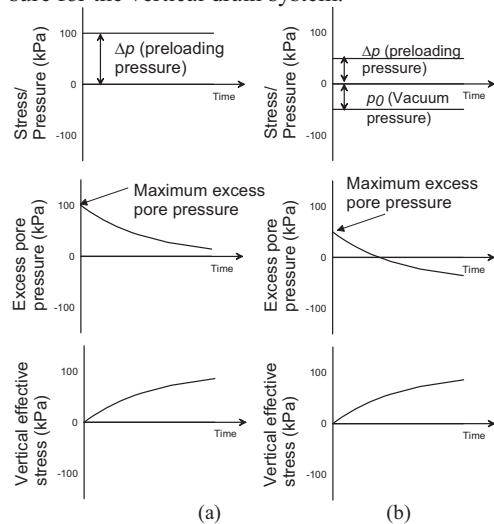 sure for the vertical drain system.
Stress/
Pressure (kPa)
100
0
-100
Δp (preloading
pressure)
Time
Stress/
Pressure (kPa)
100
0
-100
Δp (preloading
pressure)
Time
p0 (Vacuum
pressure)
Excess pore
pressure (kPa)
100
0
-100
Maximum excess
pore pressure
Time
Excess pore
pressure (kPa)
100
0
-100
Maximum excess
pore pressure
Time
Vertical effective
stress (kPa)
100
0
-100
Time
Vertical effective
stress (kPa)
100
0
-100
Time
(a)
(b)